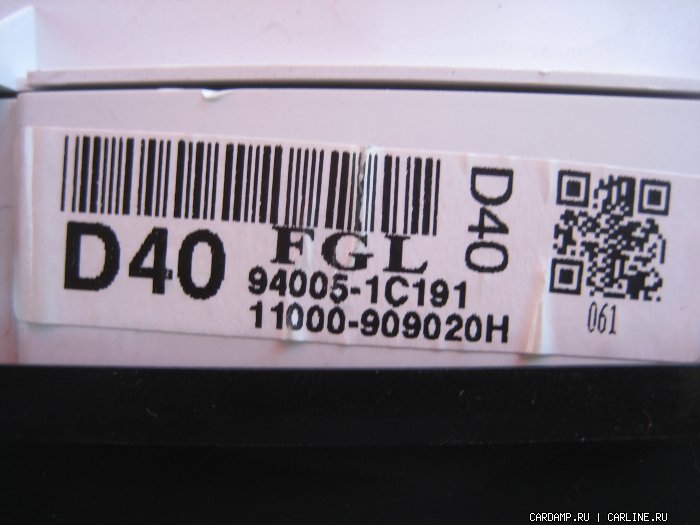 D40
FGL
94005-1C191
11000-909020H
D40
061
CARDAMP.RU | CARLINE.RU